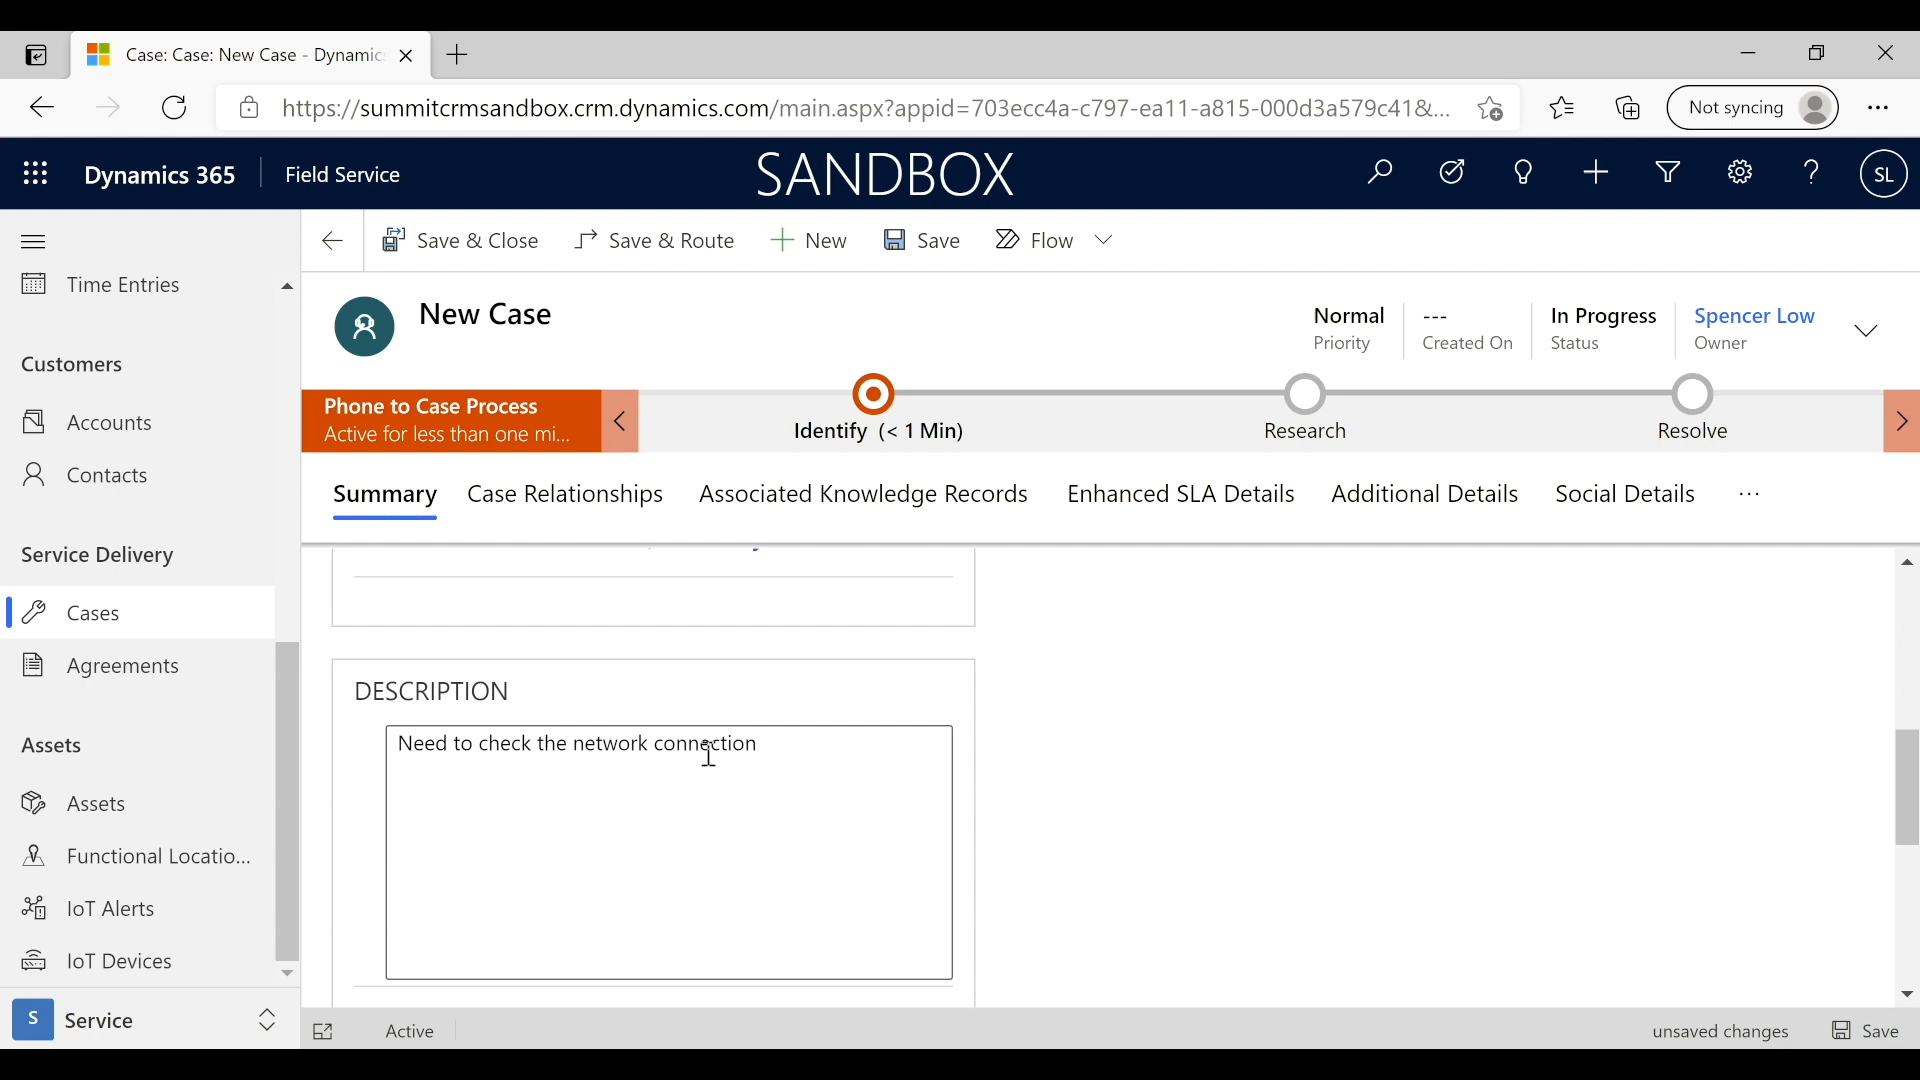 Case: Case: New Case - Dynamic
https://summitcrmsandbox.crm.dynamics.com/main.aspx?appid=703ecc4a-c797-ea11-a815-000d3a579c41&...
Not syncing
Dynamics 365
Field Service
SANDBOX
SL
Save & Close
Save & Route
New
Save
Flow
Time Entries
Customers
Accounts
Contacts
Service Delivery
Cases
Agreements
Assets
Assets
Functional Locatio...
IoT Alerts
IoT Devices
S
Service
New Case
Normal
Priority
---
Created On
In Progress
Status
Spencer Low
Owner
Phone to Case Process
Active for less than one mi...
Identify (< 1 Min)
Research
Resolve
Summary
Case Relationships
Associated Knowledge Records
Enhanced SLA Details
Additional Details
Social Details
...
DESCRIPTION
Need to check the network connection
Active
unsaved changes
Save